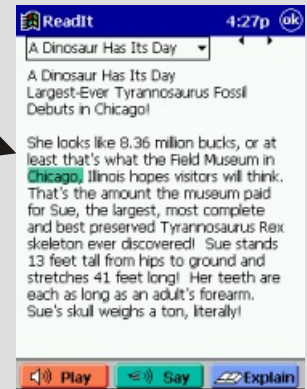 ReadIt 4:27p ok
A Dinosaur Has Its Day
A Dinosaur Has Its Day
Largest-Ever Tyrannosaurus Fossil
Debuts in Chicago!
She looks like 8.36 million bucks, or at
least that's what the Field Museum in
Chicago, Illinois hopes visitors will think.
That's the amount the museum paid
for Sue, the largest, most complete
and best preserved Tyrannosaurus Rex
skeleton ever discovered! Sue stands
13 feet tall from hips to ground and
stretches 41 feet long! Her teeth are
each as long as an adult's forearm.
Sue's skull weighs a ton, literally!
Play Say Explain